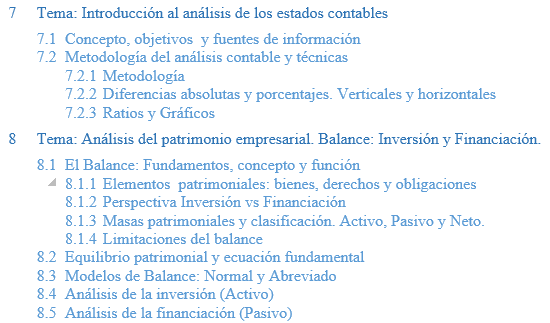 7 Tema: Introducción al análisis de los estados contables
7.1 Concepto, objetivos y fuentes de información
7.2 Metodología del análisis contable y técnicas
7.2.1 Metodología
7.2.2 Diferencias absolutas y porcentajes. Verticales y horizontales
7.2.3 Ratios y Gráficos
8 Tema: Análisis del patrimonio empresarial. Balance: Inversión y Financiación.
8.1 El Balance: Fundamentos, concepto y función
8.1.1 Elementos patrimoniales: bienes, derechos y obligaciones
8.1.2 Perspectiva Inversión vs Financiación
8.1.3 Masas patrimoniales y clasificación. Activo, Pasivo y Neto.
8.1.4 Limitaciones del balance
8.2 Equilibrio patrimonial y ecuación fundamental
8.3 Modelos de Balance: Normal y Abreviado
8.4 Análisis de la inversión (Activo)
8.5 Análisis de la financiación (Pasivo)